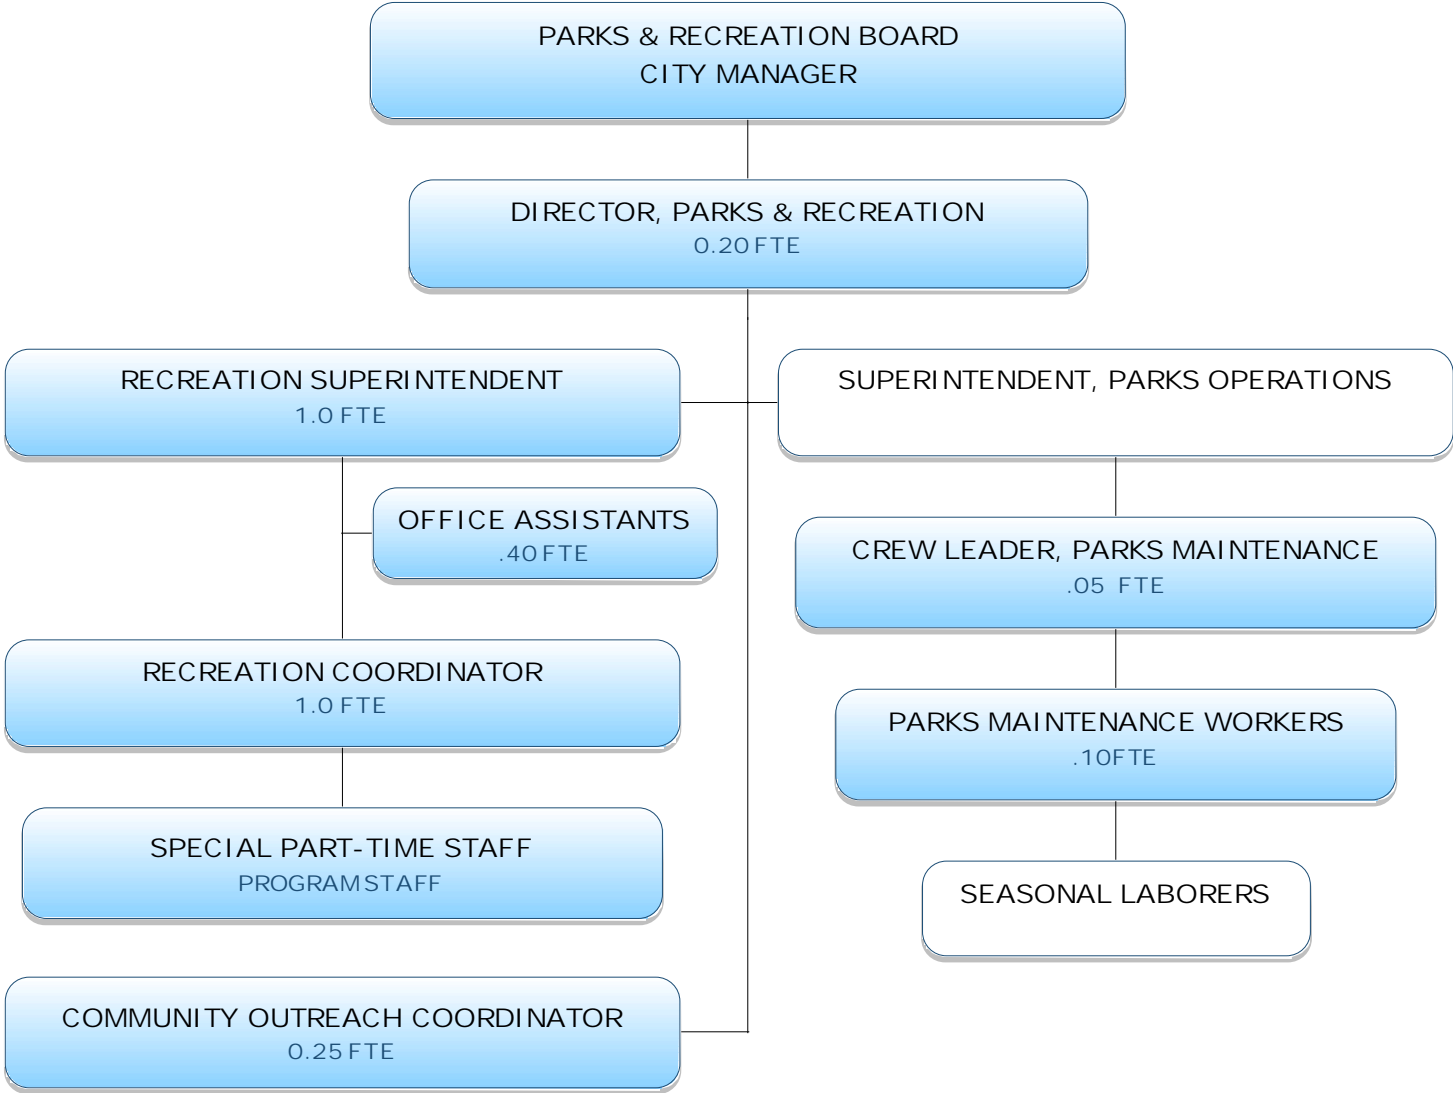 PARKS & RECREATION BOARD
CITY MANAGER
DIRECTOR, PARKS & RECREATION
0.20 FTE
RECREATION SUPERINTENDENT
1.0 FTE
SUPERINTENDENT, PARKS OPERATIONS
OFFICE ASSISTANTS
.40 FTE
CREW LEADER, PARKS MAINTENANCE
.05 FTE
RECREATION COORDINATOR
1.0 FTE
PARKS MAINTENANCE WORKERS
.10 FTE
SPECIAL PART-TIME STAFF
PROGRAM STAFF
SEASONAL LABORERS
COMMUNITY OUTREACH COORDINATOR
0.25 FTE